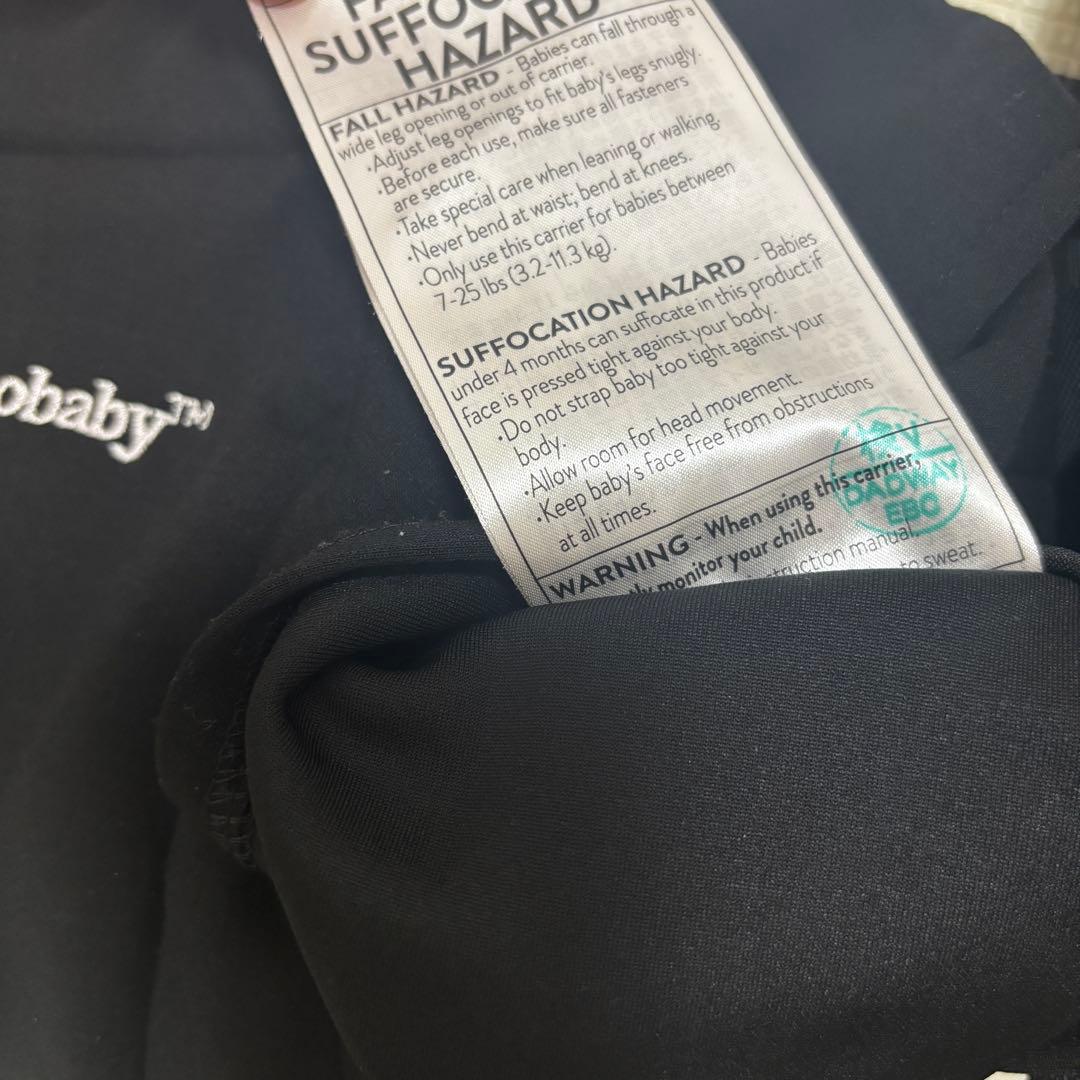 SUFFOC
HAZARD
FALL HAZARD - Babies can fall through a
wide leg opening or out of carrier.
·Adjust leg openings to fit baby's legs snugly.
·Before each use, make sure all fasteners
are secure.
·Take special care when leaning or walking.
·Never bend at waist; bend at knees.
·Only use this carrier for babies between
7-25 lbs (3.2-11.3 kg).
SUFFOCATION HAZARD - Babies
under 4 months can suffocate in this product if
face is pressed tight against your body.
·Do not strap baby too tight against your
body.
·Allow room for head movement.
·Keep baby's face free from obstructions
at all times.
WARNING - When using this carrier,
monitor your child.
truction manual.
to sweat.
obaby™
DADWAY
EBC